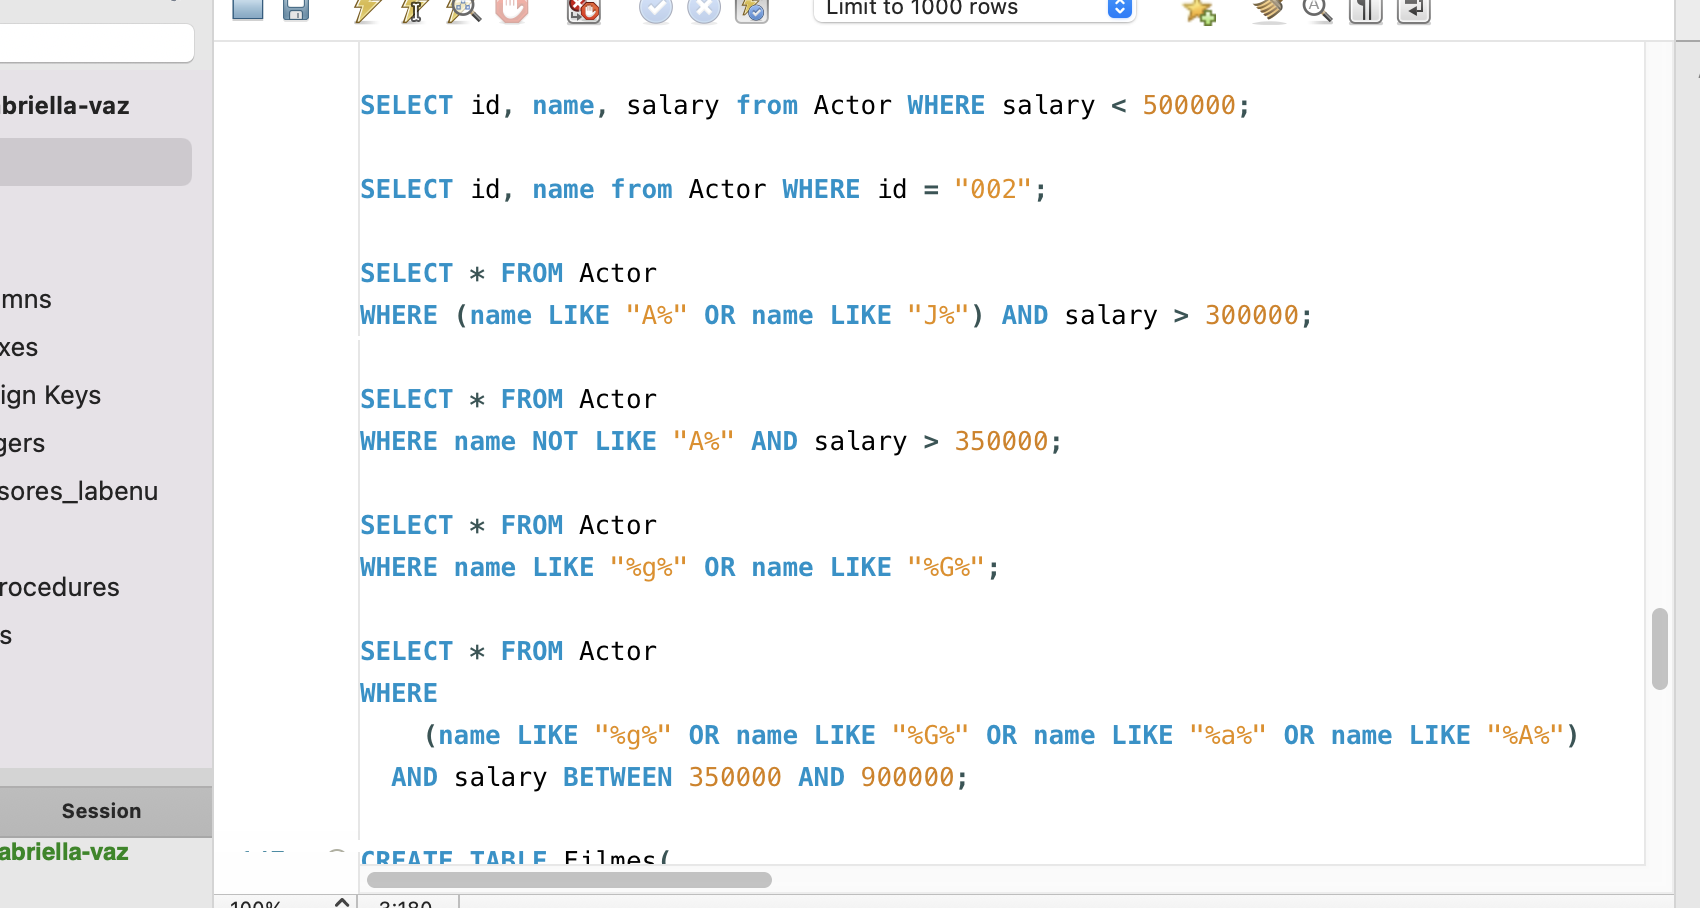 Limit to 1000 rows
briella-vaz
mns
xes
ign Keys
gers
sores_labenu
rocedures
s
Session
abriella-vaz
SELECT id, name, salary from Actor WHERE salary < 500000;
SELECT id, name from Actor WHERE id = "002";
SELECT * FROM Actor
WHERE (name LIKE "A%" OR name LIKE "J%") AND salary > 300000;
SELECT * FROM Actor
WHERE name NOT LIKE "A%" AND salary > 350000;
SELECT * FROM Actor
WHERE name LIKE "%g%" OR name LIKE "%G%";
SELECT * FROM Actor
WHERE
(name LIKE "%g%" OR name LIKE "%G%" OR name LIKE "%a%" OR name LIKE "%A%")
AND salary BETWEEN 350000 AND 900000;
CREATE TABLE Filmes(
100% 3:180